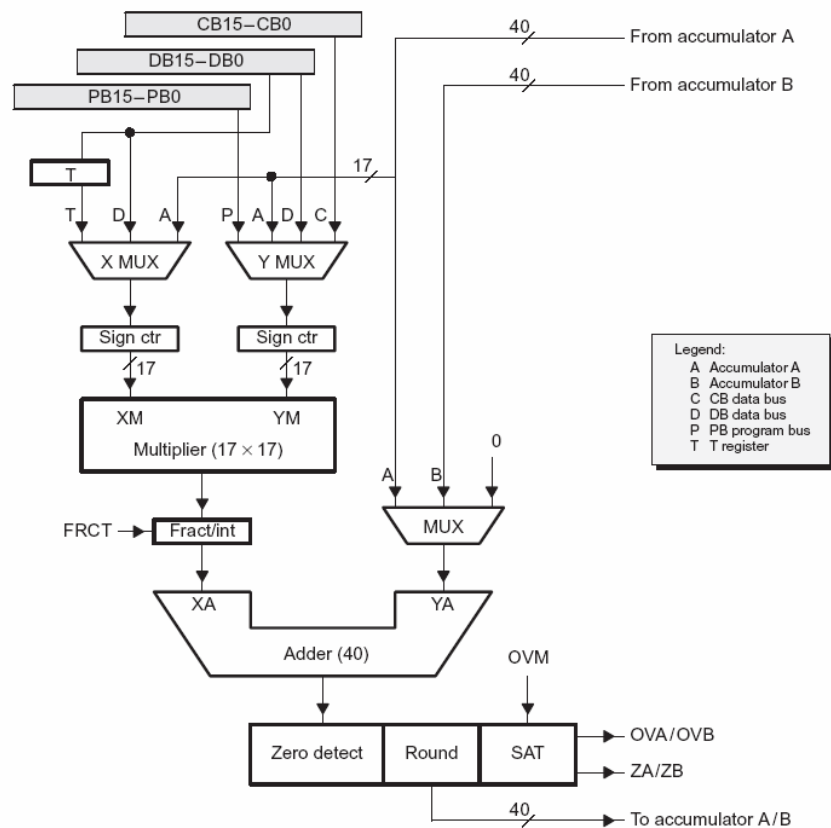 CB15–CB0
DB15–DB0
PB15–PB0
40
From accumulator A
40
From accumulator B
17
T
T
D
A
P
A
D
C
X MUX
Y MUX
Sign ctr
Sign ctr
17
17
XM
YM
Multiplier (17 × 17)
Legend:
A Accumulator A
B Accumulator B
C CB data bus
D DB data bus
P PB program bus
T T register
0
A
B
MUX
FRCT
Fract/int
XA
YA
Adder (40)
OVM
Zero detect
Round
SAT
OVA/OVB
ZA/ZB
40
To accumulator A/B